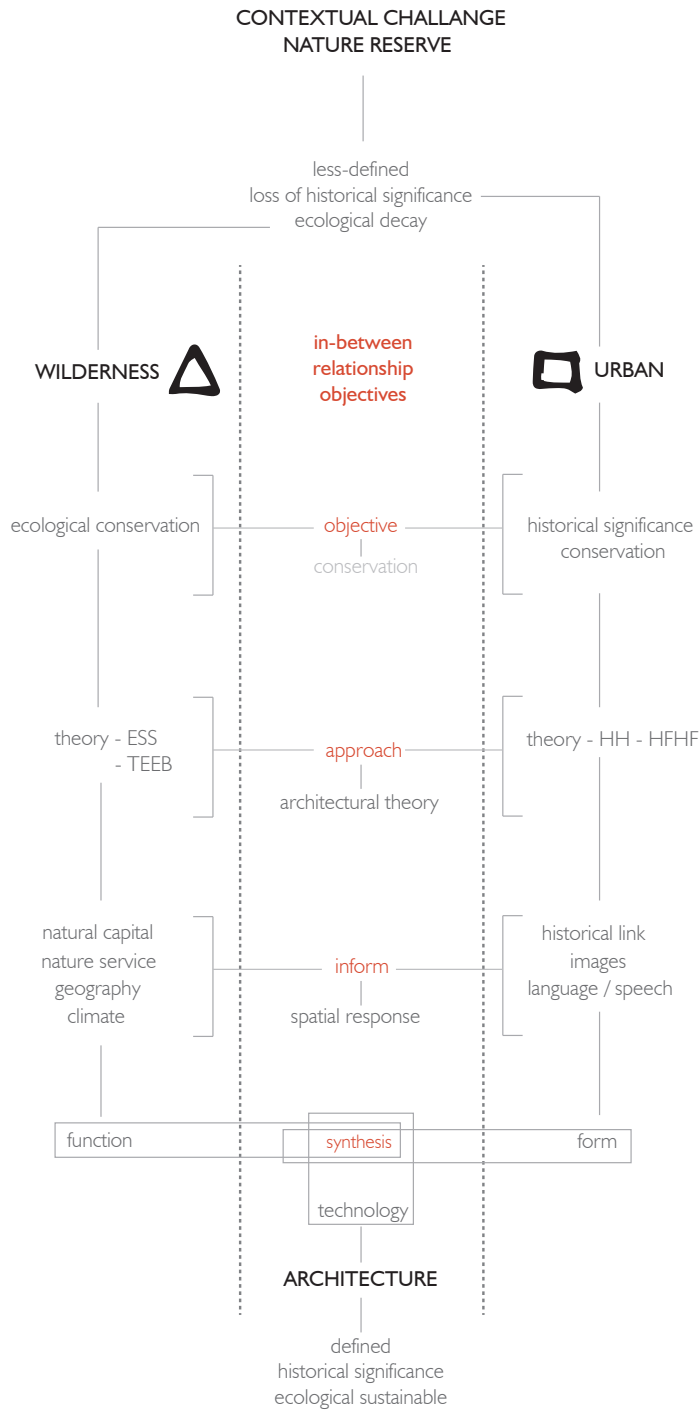 CONTEXTUAL CHALLANGE
NATURE RESERVE
less-defined
loss of historical significance
ecological decay
WILDERNESS
in-between
relationship
objectives
URBAN
ecological conservation
objective
conservation
historical significance
conservation
theory - ESS
- TEEB
approach
architectural theory
theory - HH - HFHF
natural capital
nature service
geography
climate
inform
spatial response
historical link
images
language / speech
function
synthesis
form
technology
ARCHITECTURE
defined
historical significance
ecological sustainable